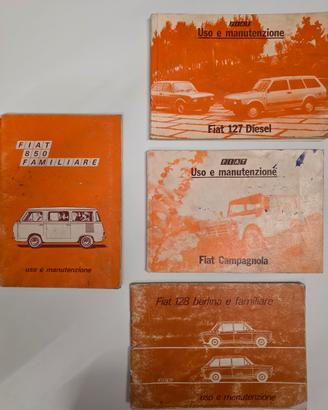 FIAT
850
FAMILIARE
uso e manutenzione
FIAT
Uso e manutenzione
Fiat 127 Diesel
FIAT
Uso e manutenzione
Fiat Campagnola
Fiat 128 berlina e familiare
uso e manutenzione